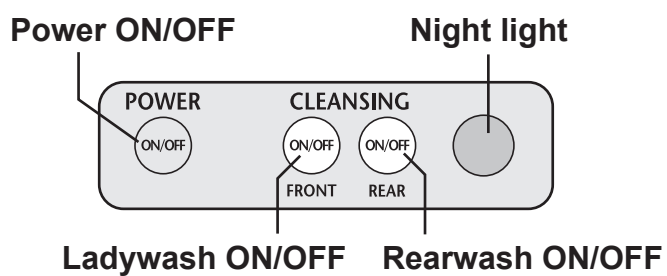 Power ON/OFF Night light
POWER CLEANSING
ON/OFF ON/OFF ON/OFF
FRONT REAR
Ladywash ON/OFF Rearwash ON/OFF